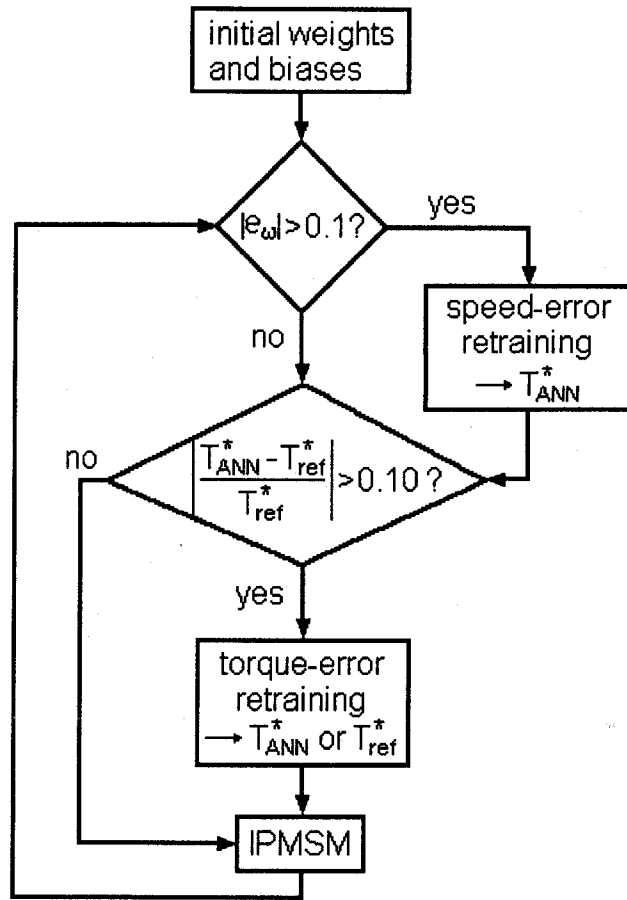 initial weights
and biases
|eω|>0.1?
yes
speed-error
retraining
→ T*ANN
no
no
|T*ANN - T*ref / T*ref| >0.10?
yes
torque-error
retraining
→ T*ANN or T*ref
IPMSM